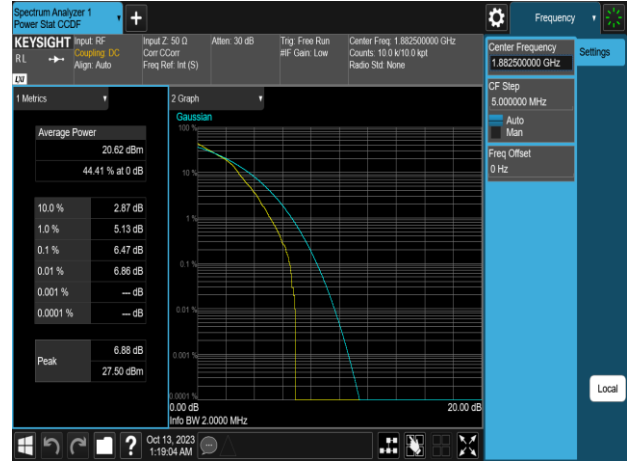 Spectrum Analyzer 1
Power Stat CCDF
Frequency
KEYSIGHT
Input: RF
Input Z: 50 Ω
Atten: 30 dB
Trig: Free Run
Center Freq: 1.882500000 GHz
RL
Coupling: DC
Corr CCorr
#IF Gain: Low
Counts: 10.0 k/10.0 kpt
Align: Auto
Freq Ref: Int (S)
Radio Std: None
LXI
Center Frequency
1.882500000 GHz
Settings
CF Step
5.000000 MHz
Auto
Man
Freq Offset
0 Hz
Local
1 Metrics
Average Power
20.62 dBm
44.41 % at 0 dB
10.0 % 2.87 dB
1.0 % 5.13 dB
0.1 % 6.47 dB
0.01 % 6.86 dB
0.001 % --- dB
0.0001 % --- dB
Peak
6.88 dB
27.50 dBm
2 Graph
Gaussian
100 %
10 %
1 %
0.1 %
0.01 %
0.001 %
0.0001 %
0.00 dB 20.00 dB
Info BW 2.0000 MHz
?
Oct 13, 2023
1:19:04 AM